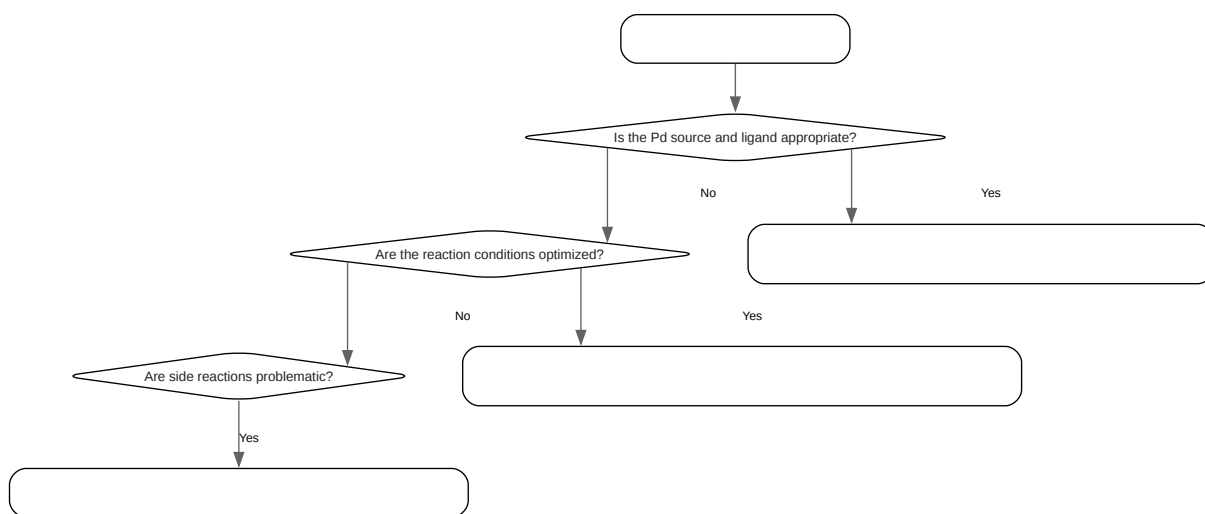 Is the Pd source and ligand appropriate?
No
Yes
Are the reaction conditions optimized?
No
Yes
Are side reactions problematic?
Yes